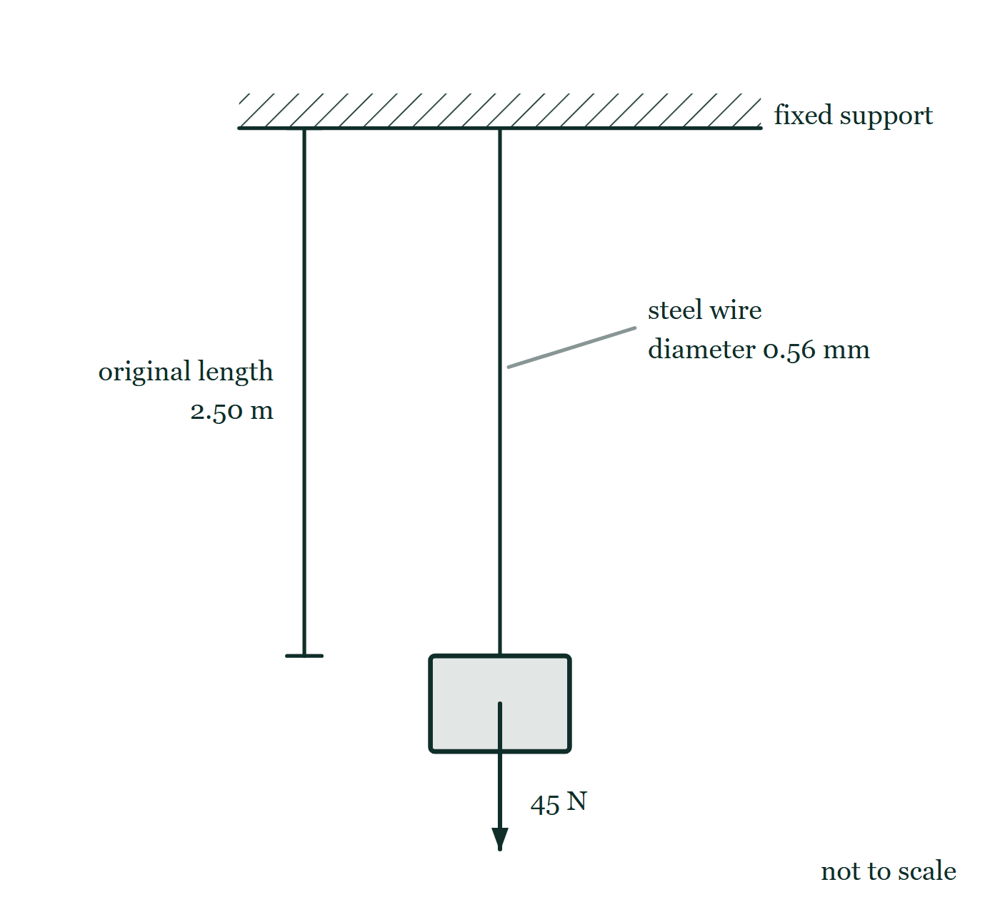 fixed support
steel wire
diameter 0.56 mm
original length
2.50 m
45 N
not to scale